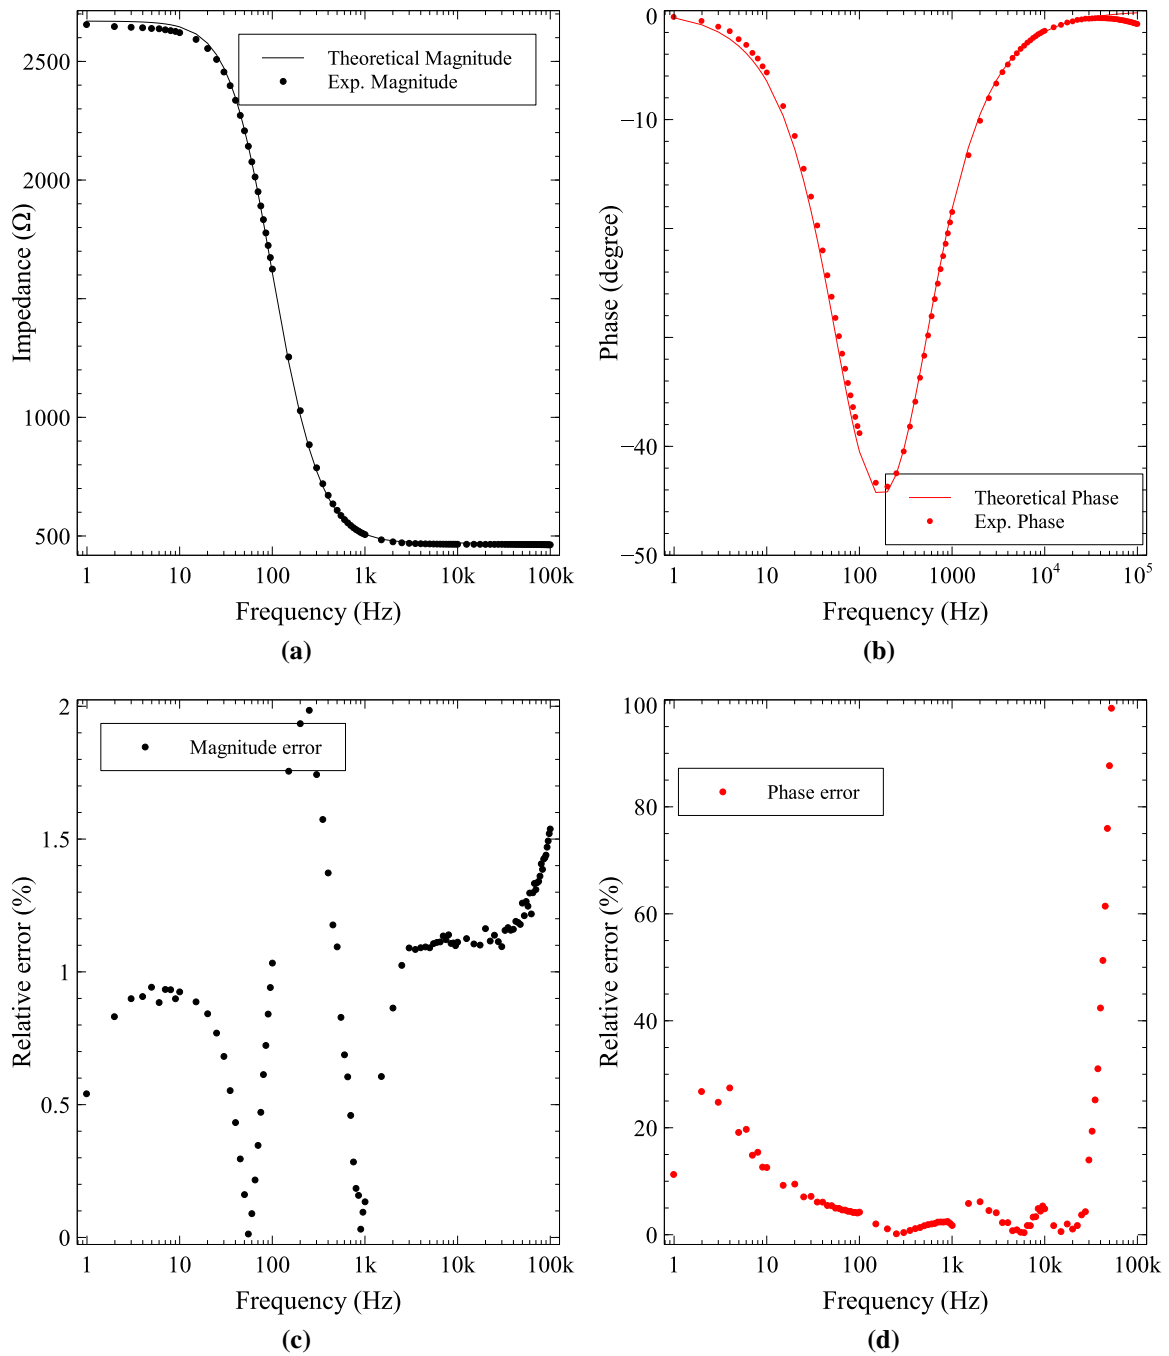 2500
2000
1000
500
Impedance (Ω)
Theoretical Magnitude
Exp. Magnitude
1 10 100 1k 10k 100k
Frequency (Hz)
(a)
0
−10
−40
−50
Phase (degree)
Theoretical Phase
Exp. Phase
1 10 100 1000 10⁴ 10⁵
Frequency (Hz)
(b)
2
1.5
1
0.5
0
Relative error (%)
Magnitude error
1 10 100 1k 10k 100k
Frequency (Hz)
(c)
100
80
60
40
20
0
Relative error (%)
Phase error
1 10 100 1k 10k 100k
Frequency (Hz)
(d)